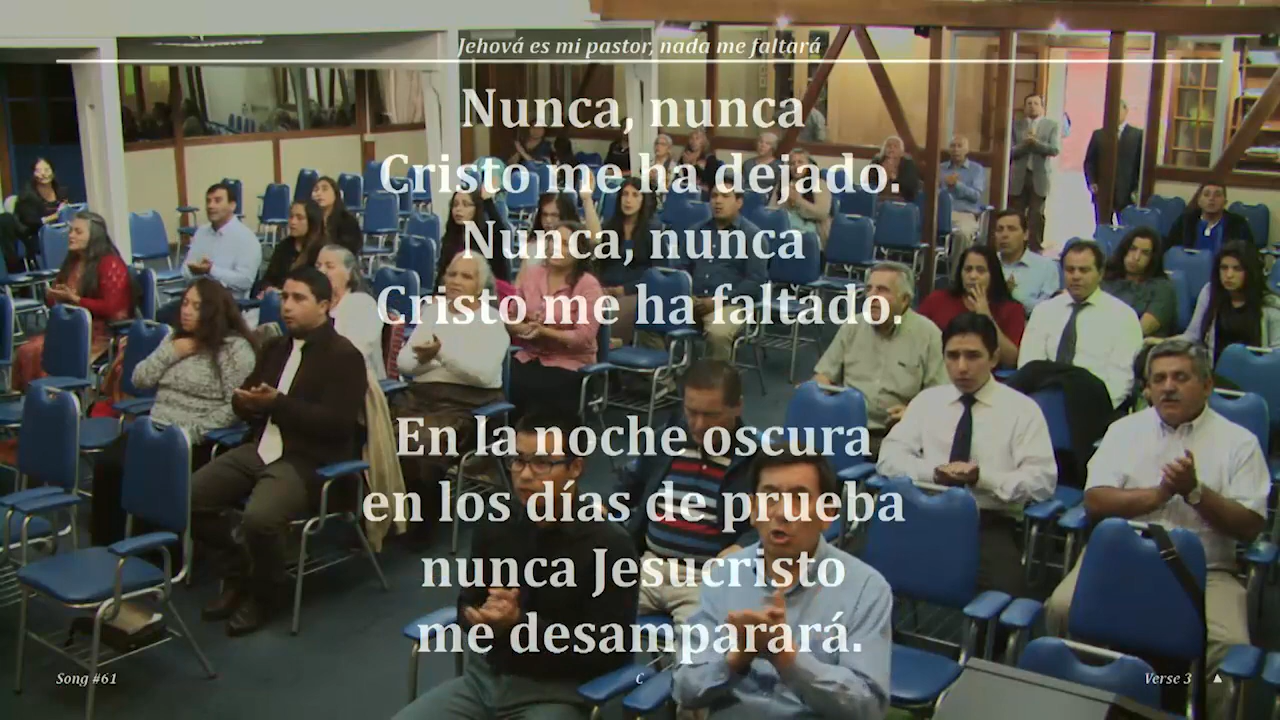 Jehová es mi pastor, nada me faltará
Nunca, nunca
Cristo me ha dejado.
Nunca, nunca
Cristo me ha faltado.
En la noche oscura
en los días de prueba
nunca Jesucristo
me desamparará.
Song #61
C
Verse 3 ▲